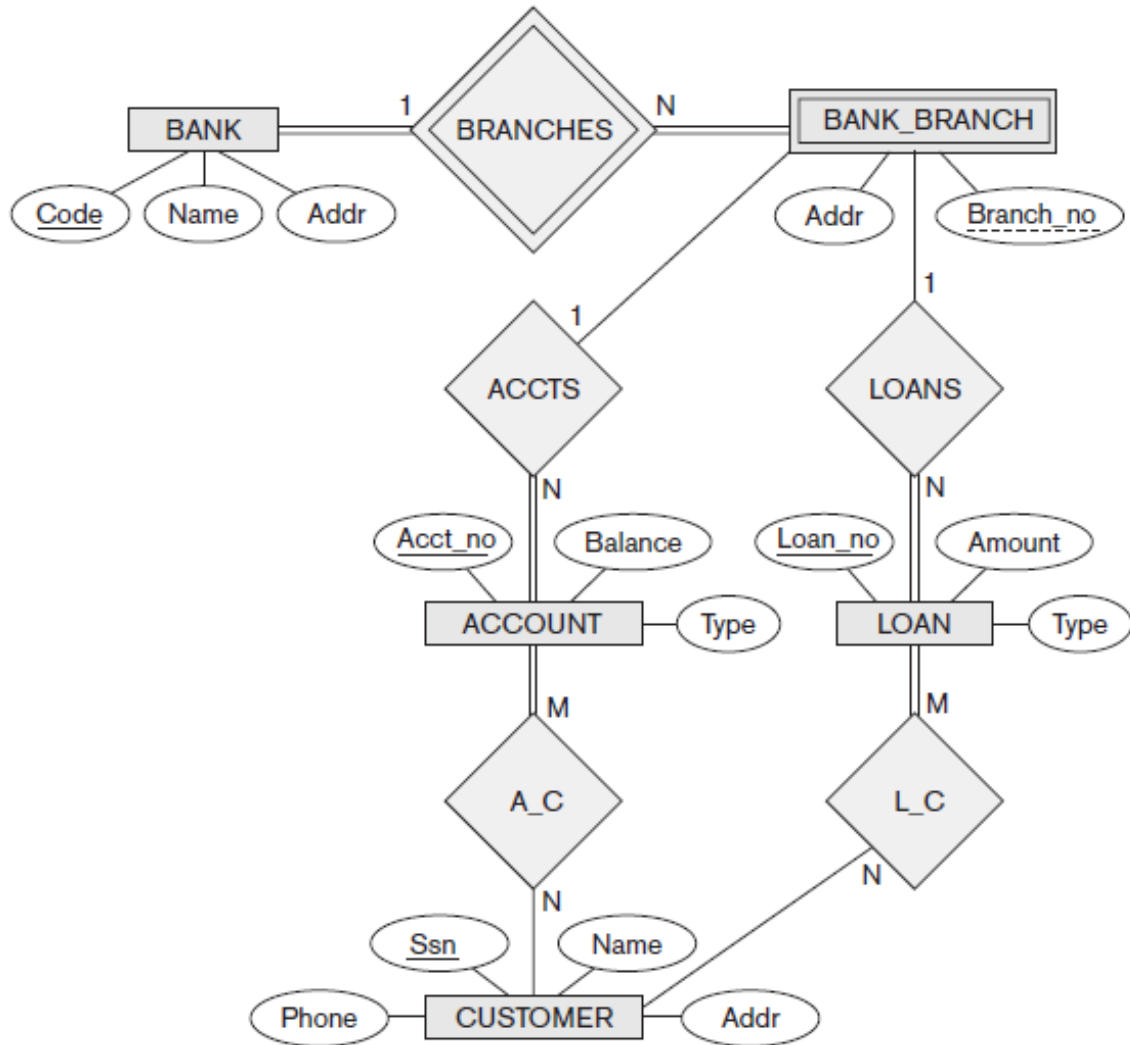 1
N
BANK
BRANCHES
BANK_BRANCH
Code
Name
Addr
Addr
Branch_no
1
1
ACCTS
LOANS
N
N
Acct_no
Balance
Loan_no
Amount
ACCOUNT
Type
LOAN
Type
M
M
A_C
L_C
N
N
Ssn
Name
Phone
CUSTOMER
Addr